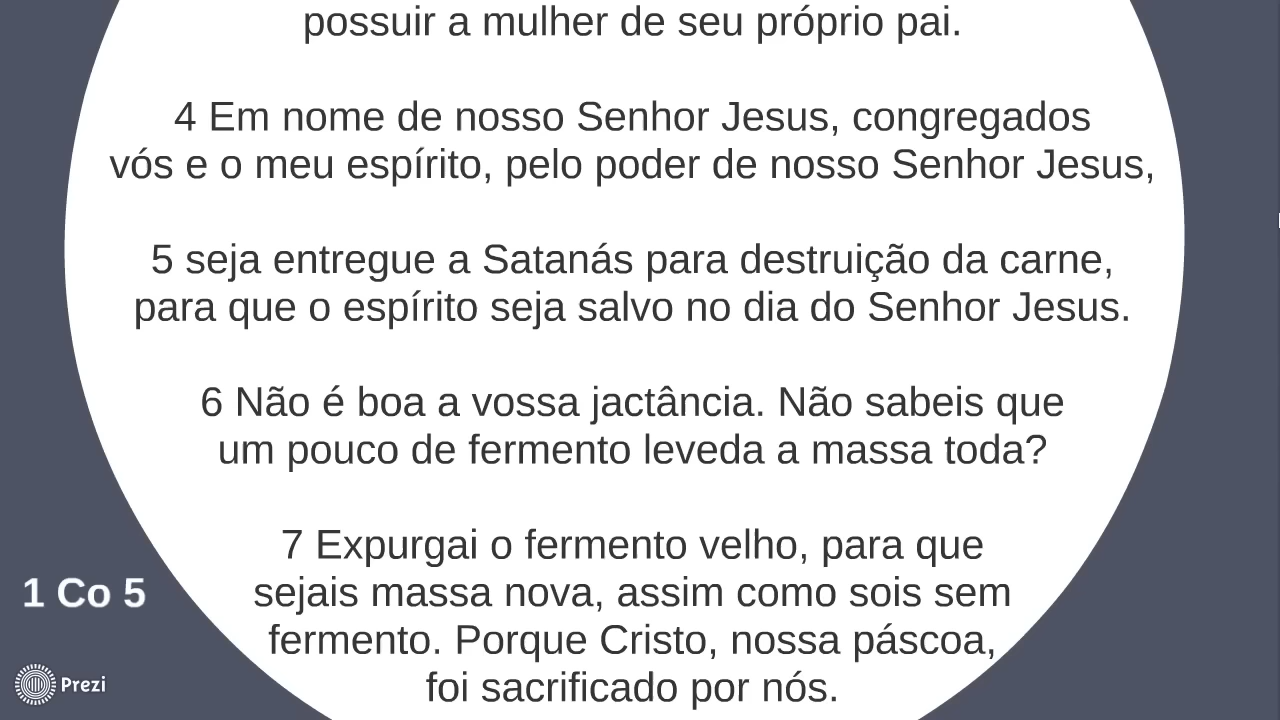 possuir a mulher de seu próprio pai.
4 Em nome de nosso Senhor Jesus, congregados
vós e o meu espírito, pelo poder de nosso Senhor Jesus,
5 seja entregue a Satanás para destruição da carne,
para que o espírito seja salvo no dia do Senhor Jesus.
6 Não é boa a vossa jactância. Não sabeis que
um pouco de fermento leveda a massa toda?
7 Expurgai o fermento velho, para que
sejais massa nova, assim como sois sem
fermento. Porque Cristo, nossa páscoa,
foi sacrificado por nós.
1 Co 5
Prezi